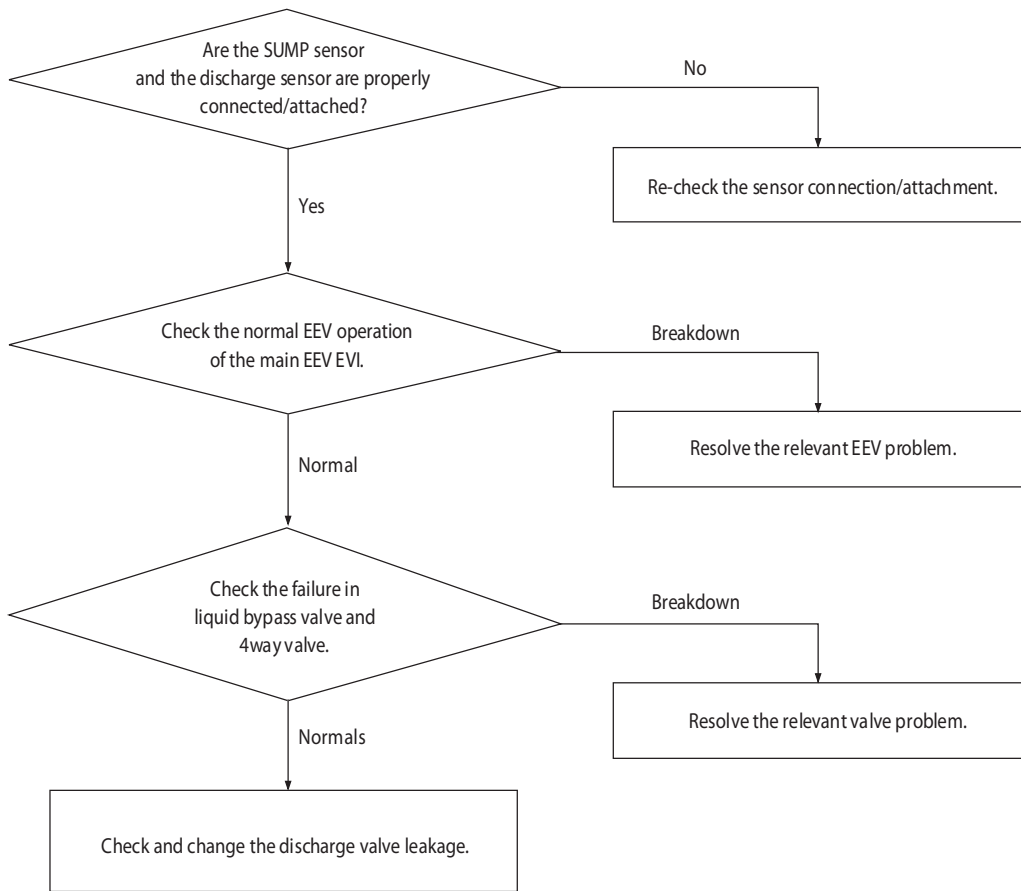 Are the SUMP sensor
and the discharge sensor are properly
connected/attached?
No
Re-check the sensor connection/attachment.
Yes
Check the normal EEV operation
of the main EEV EVI.
Breakdown
Resolve the relevant EEV problem.
Normal
Check the failure in
liquid bypass valve and
4way valve.
Breakdown
Resolve the relevant valve problem.
Normals
Check and change the discharge valve leakage.